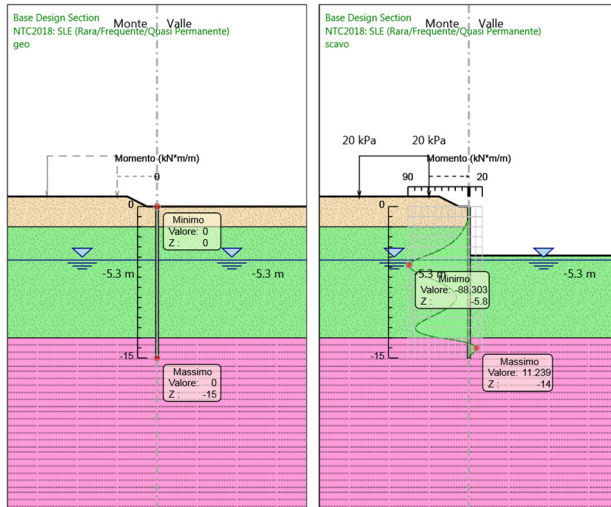 Base Design Section
Monte Valle
NTC2018: SLE (Rara/Frequente/Quasi Permanente)
geo
Momento (kN*m/m)
0
0
Minimo
Valore: 0
Z : 0
-5.3 m
-5.3 m
-15
Massimo
Valore: 0
Z : -15
Base Design Section
Monte Valle
NTC2018: SLE (Rara/Frequente/Quasi Permanente)
scavo
20 kPa
20 kPa
Momento (kN*m/m)
90
20
0
-5.3 m
-5.3 m
Minimo
Valore: -88.303
Z : -5.8
-15
Massimo
Valore: 11.239
Z : -14